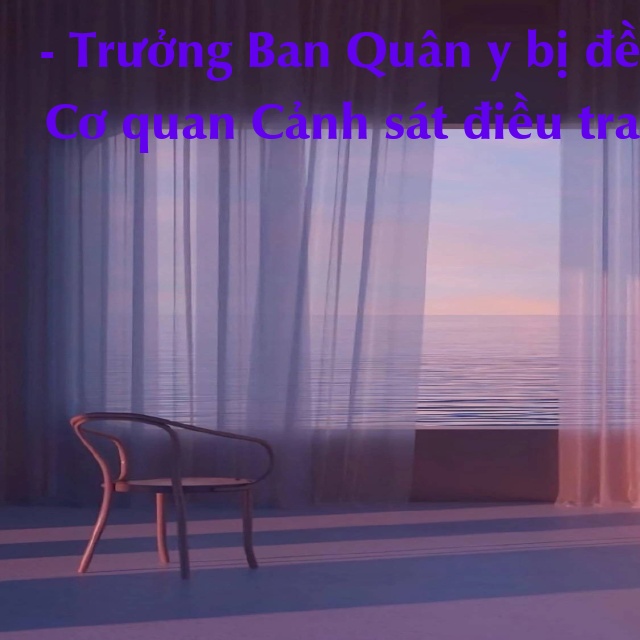 - Trưởng Ban Quân y bị đề
Cơ quan Cảnh sát điều tra